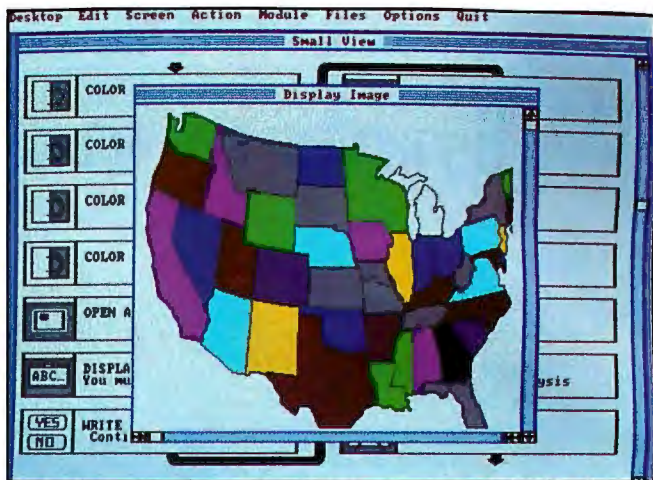 Desktop Edit Screen Action Module Files Options Quit
Small View
COLOR
Display Image
COLOR
COLOR
COLOR
OPEN A
ABC_
DISPLA
You mu
ysis
YES
NO
WRITE
Conti